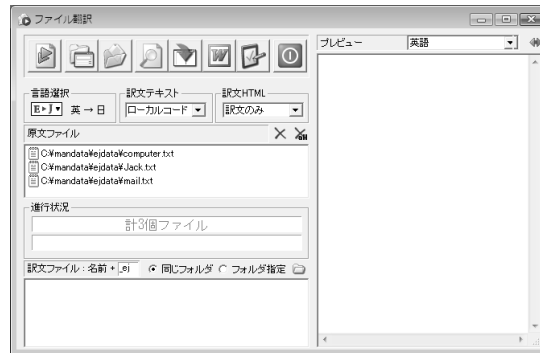 ファイル翻訳
プレビュー 英語
言語選択 訳文テキスト 訳文HTML
E▸J▾ 英 → 日 ローカルコード 訳文のみ
原文ファイル
C:¥mandata¥ejdata¥computer.txt
C:¥mandata¥ejdata¥Jack.txt
C:¥mandata¥ejdata¥mail.txt
進行状況
計3個ファイル
訳文ファイル：名前 + _ej 同じフォルダ フォルダ指定